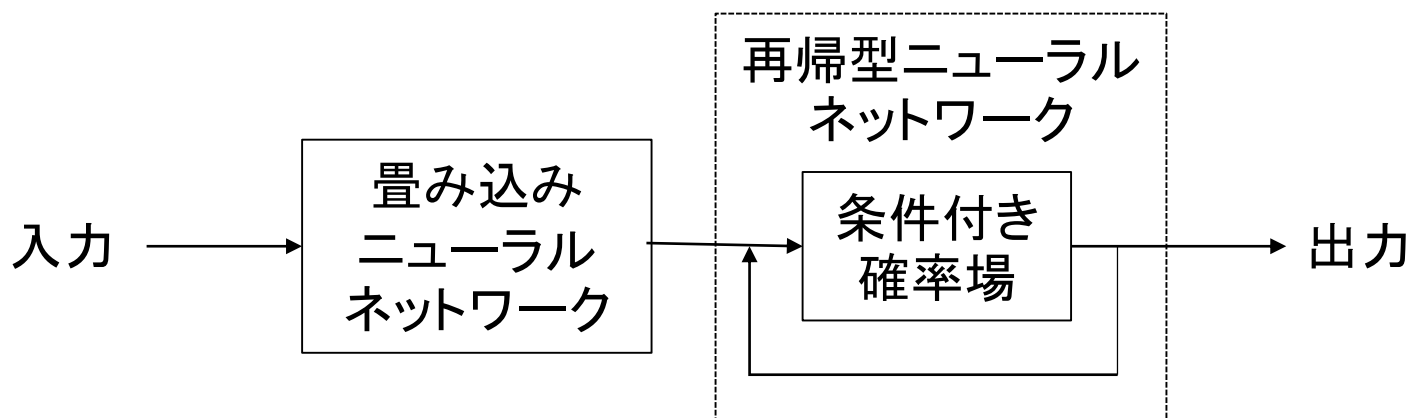 入力
畳み込み
ニューラル
ネットワーク
再帰型ニューラル
ネットワーク
条件付き
確率場
出力